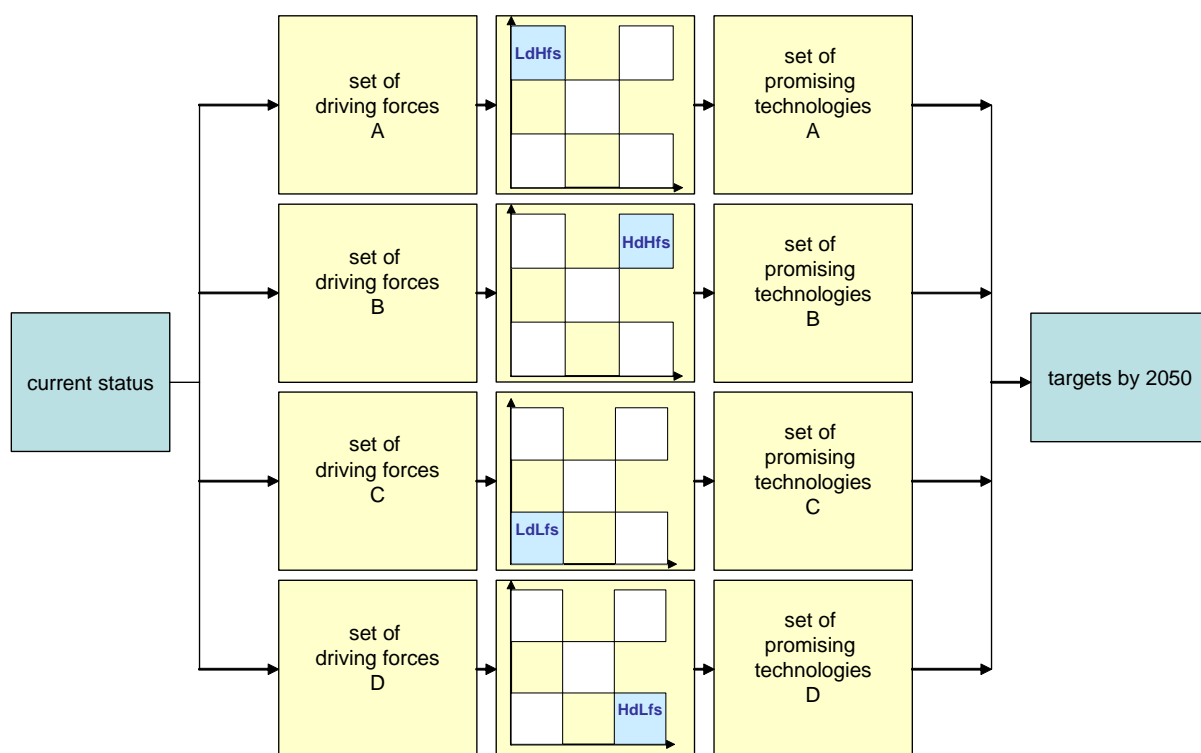 set of
driving forces
A
LdHfs
set of
promising
technologies
A
set of
driving forces
B
HdHfs
set of
promising
technologies
B
current status
targets by 2050
set of
driving forces
C
LdLfs
set of
promising
technologies
C
set of
driving forces
D
HdLfs
set of
promising
technologies
D